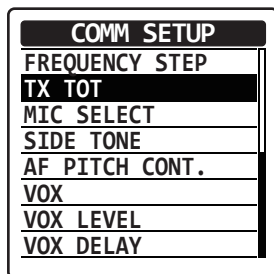 COMM SETUP
FREQUENCY STEP
TX TOT
MIC SELECT
SIDE TONE
AF PITCH CONT.
VOX
VOX LEVEL
VOX DELAY